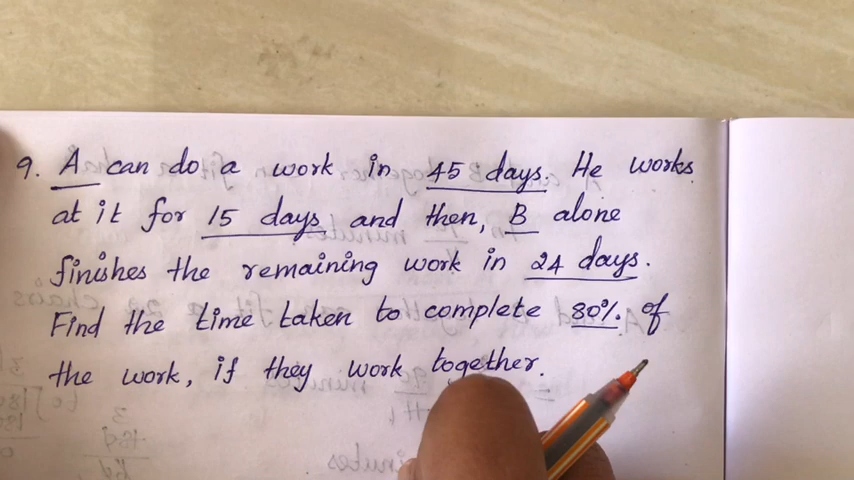 9. A can do a work in 45 days. He works
at it for 15 days and then, B alone
finishes the remaining work in 24 days.
Find the time taken to complete 80% of
the work, if they work together.